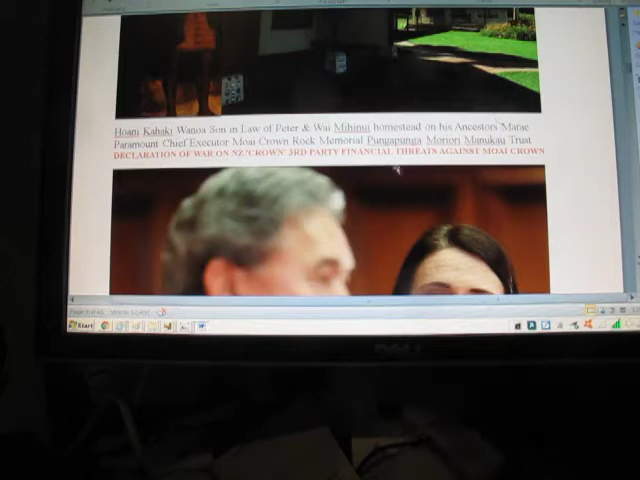 Hoani Kahaki Wanoa Son in Law of Peter & Wai Mihinui homestead on his Ancestors Marae
Paramount Chief Executor Moai Crown Rock Memorial Pungapunga Moriori Manukau Trust
DECLARATION OF WAR ON NZ 'CROWN' 3RD PARTY FINANCIAL THREATS AGAINST MOAI CROWN
Start